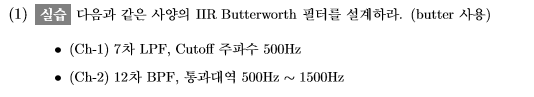 (1) 실습 다음과 같은 사양의 IIR Butterworth 필터를 설계하라. (butter 사용)
• (Ch-1) 7차 LPF, Cutoff 주파수 500Hz
• (Ch-2) 12차 BPF, 통과대역 500Hz ∼ 1500Hz